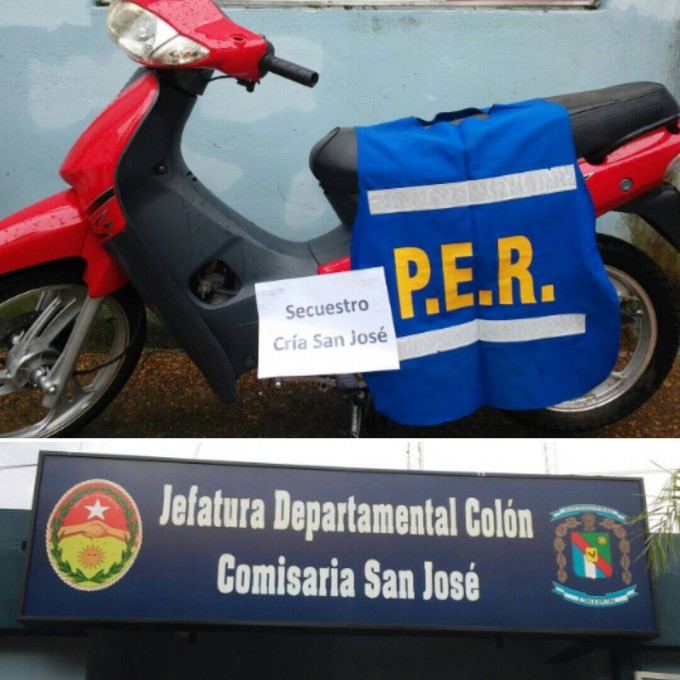 P.E.R.
Secuestro
Cría San José
Jefatura Departamental Colón
Comisaria San José